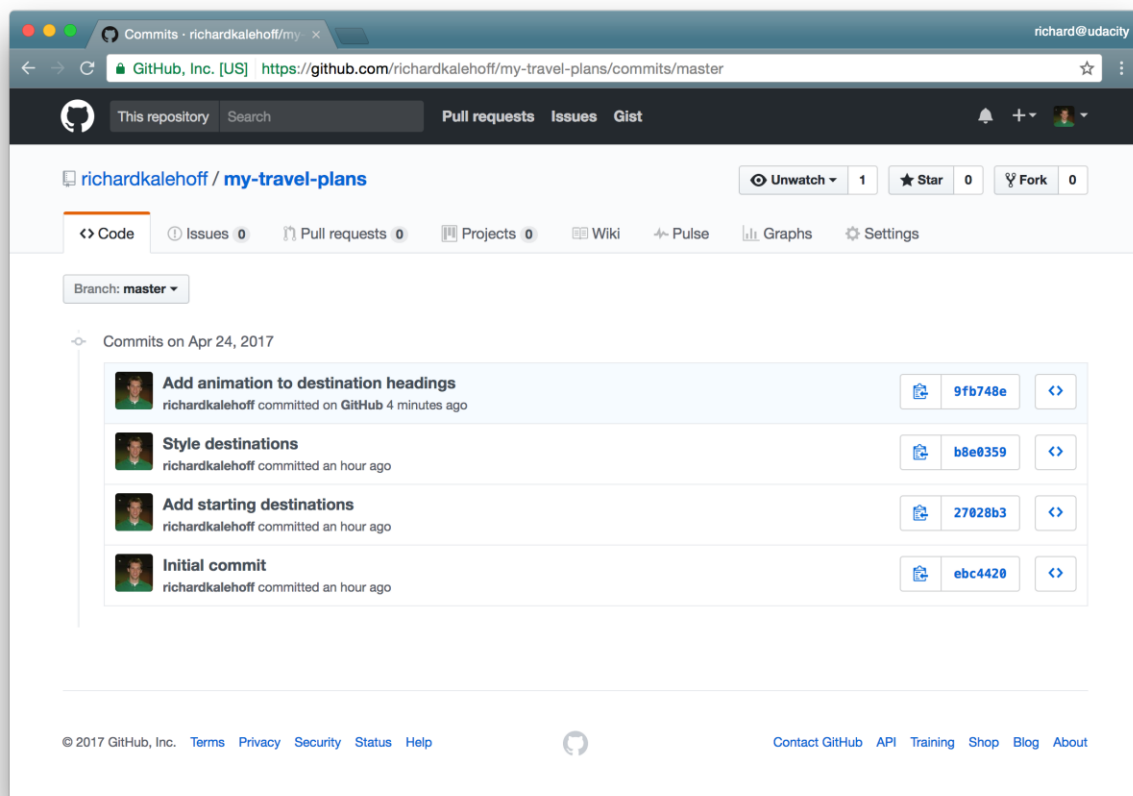 Commits · richardkalehoff/my-
richard@udacity
GitHub, Inc. [US] https://github.com/richardkalehoff/my-travel-plans/commits/master
This repository Search Pull requests Issues Gist
richardkalehoff / my-travel-plans
Unwatch 1 Star 0 Fork 0
Code Issues 0 Pull requests 0 Projects 0 Wiki Pulse Graphs Settings
Branch: master
Commits on Apr 24, 2017
Add animation to destination headings
richardkalehoff committed on GitHub 4 minutes ago
9fb748e
Style destinations
richardkalehoff committed an hour ago
b8e0359
Add starting destinations
richardkalehoff committed an hour ago
27028b3
Initial commit
richardkalehoff committed an hour ago
ebc4420
© 2017 GitHub, Inc. Terms Privacy Security Status Help Contact GitHub API Training Shop Blog About